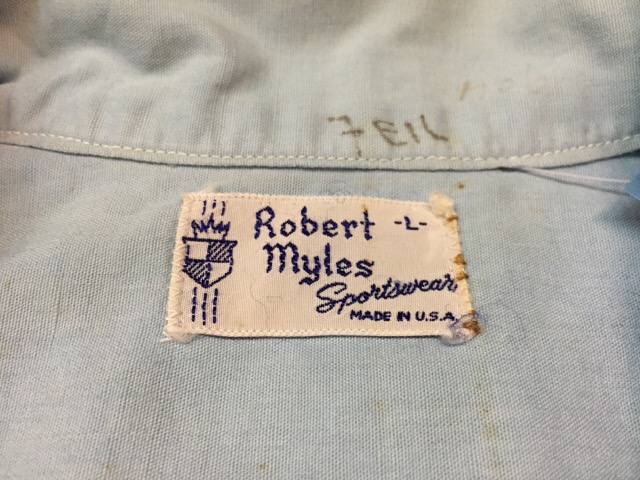 Robert -L-
Myles
Sportswear
MADE IN U.S.A.